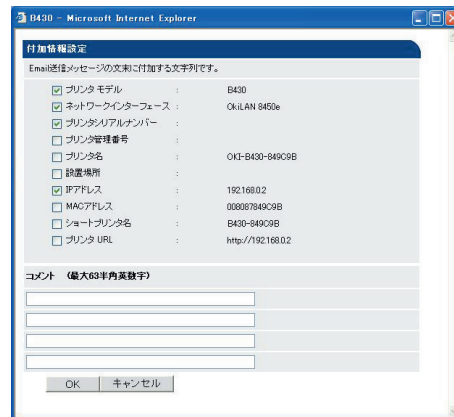 B430 - Microsoft Internet Explorer
付加情報設定
Email送信メッセージの文末に付加する文字列です。
プリンタ モデル : B430
ネットワークインターフェース : OkiLAN 8450e
プリンタシリアルナンバー :
プリンタ管理番号 :
プリンタ名 : OKI-B430-849C9B
設置場所 :
IPアドレス : 192.168.0.2
MACアドレス : 008087849C9B
ショートプリンタ名 : B430-849C9B
プリンタ URL : http://192.168.0.2
コメント (最大63半角英数字)
OK キャンセル